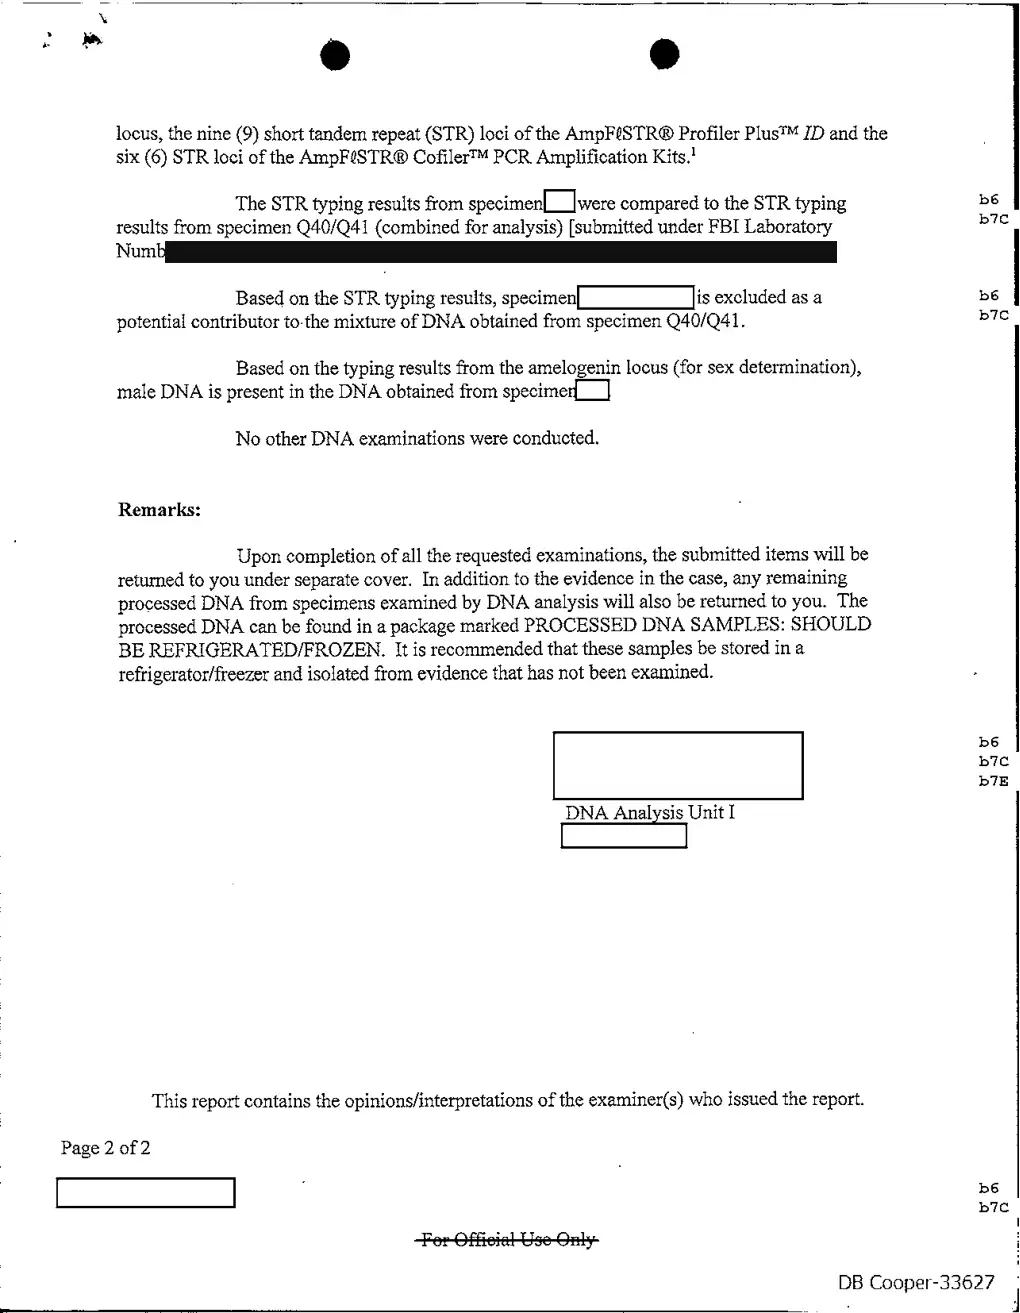 locus, the nine (9) short tandem repeat (STR) loci of the AmpFℓSTR® Profiler Plus™ ID and the
six (6) STR loci of the AmpFℓSTR® Cofiler™ PCR Amplification Kits.¹
The STR typing results from specimen were compared to the STR typing b6
results from specimen Q40/Q41 (combined for analysis) [submitted under FBI Laboratory b7C
Numb
Based on the STR typing results, specimen is excluded as a b6
potential contributor to the mixture of DNA obtained from specimen Q40/Q41. b7C
Based on the typing results from the amelogenin locus (for sex determination),
male DNA is present in the DNA obtained from specimen
No other DNA examinations were conducted.
Remarks:
Upon completion of all the requested examinations, the submitted items will be
returned to you under separate cover. In addition to the evidence in the case, any remaining
processed DNA from specimens examined by DNA analysis will also be returned to you. The
processed DNA can be found in a package marked PROCESSED DNA SAMPLES: SHOULD
BE REFRIGERATED/FROZEN. It is recommended that these samples be stored in a
refrigerator/freezer and isolated from evidence that has not been examined.
b6
b7C
b7E
DNA Analysis Unit I
This report contains the opinions/interpretations of the examiner(s) who issued the report.
Page 2 of 2
b6
b7C
For Official Use Only
DB Cooper-33627